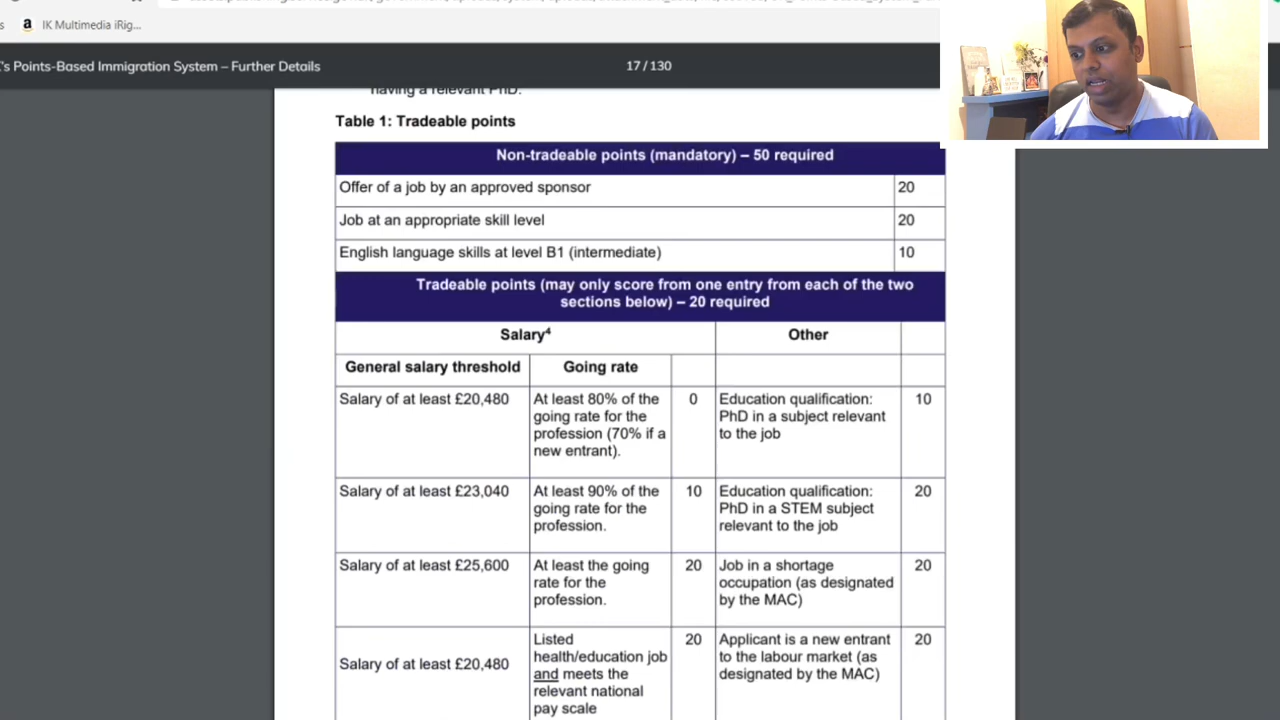 s IK Multimedia iRig...
's Points-Based Immigration System – Further Details 17 / 130
having a relevant PhD.
Table 1: Tradeable points
Non-tradeable points (mandatory) – 50 required
Offer of a job by an approved sponsor 20
Job at an appropriate skill level 20
English language skills at level B1 (intermediate) 10
Tradeable points (may only score from one entry from each of the two
sections below) – 20 required
Salary⁴ Other
General salary threshold Going rate
Salary of at least £20,480
At least 80% of the
going rate for the
profession (70% if a
new entrant).
0
Education qualification:
PhD in a subject relevant
to the job
10
Salary of at least £23,040
At least 90% of the
going rate for the
profession.
10
Education qualification:
PhD in a STEM subject
relevant to the job
20
Salary of at least £25,600
At least the going
rate for the
profession.
20
Job in a shortage
occupation (as designated
by the MAC)
20
Salary of at least £20,480
Listed
health/education job
and meets the
relevant national
pay scale
20
Applicant is a new entrant
to the labour market (as
designated by the MAC)
20